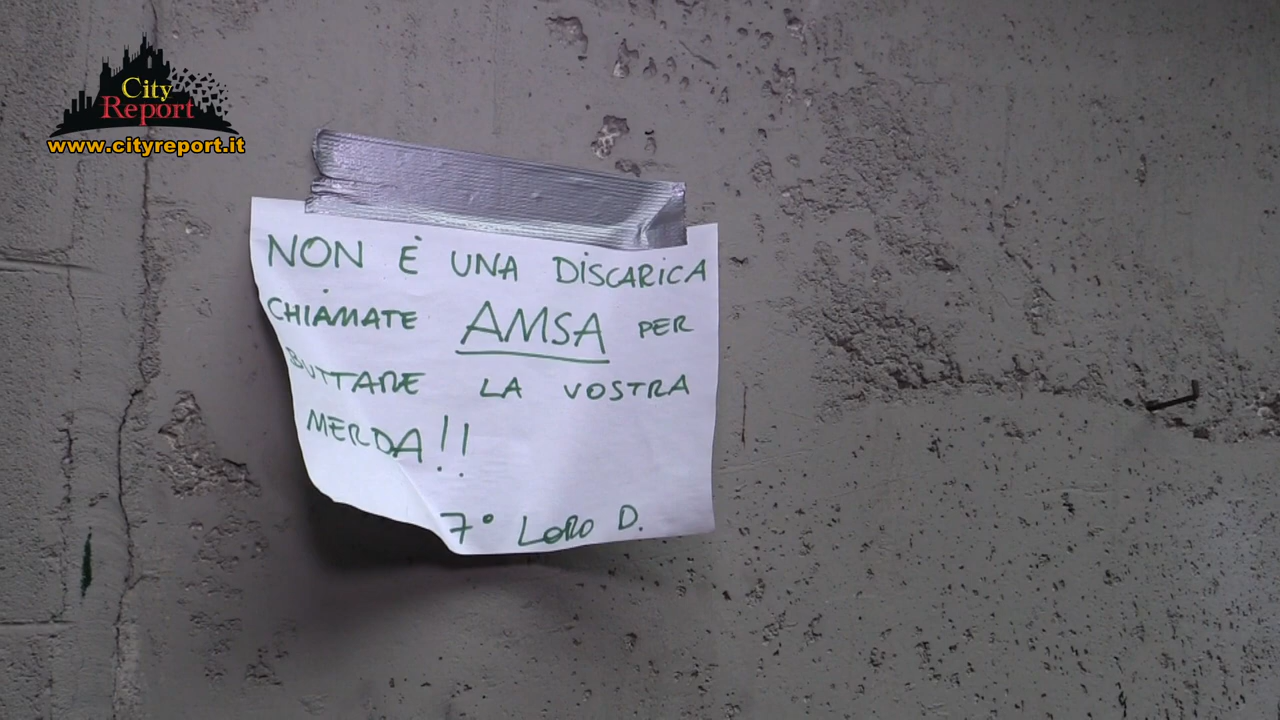 City
Report
www.cityreport.it
NON È UNA DISCARICA
CHIAMATE AMSA PER
BUTTARE LA VOSTRA
MERDA!!
7° LORO D.